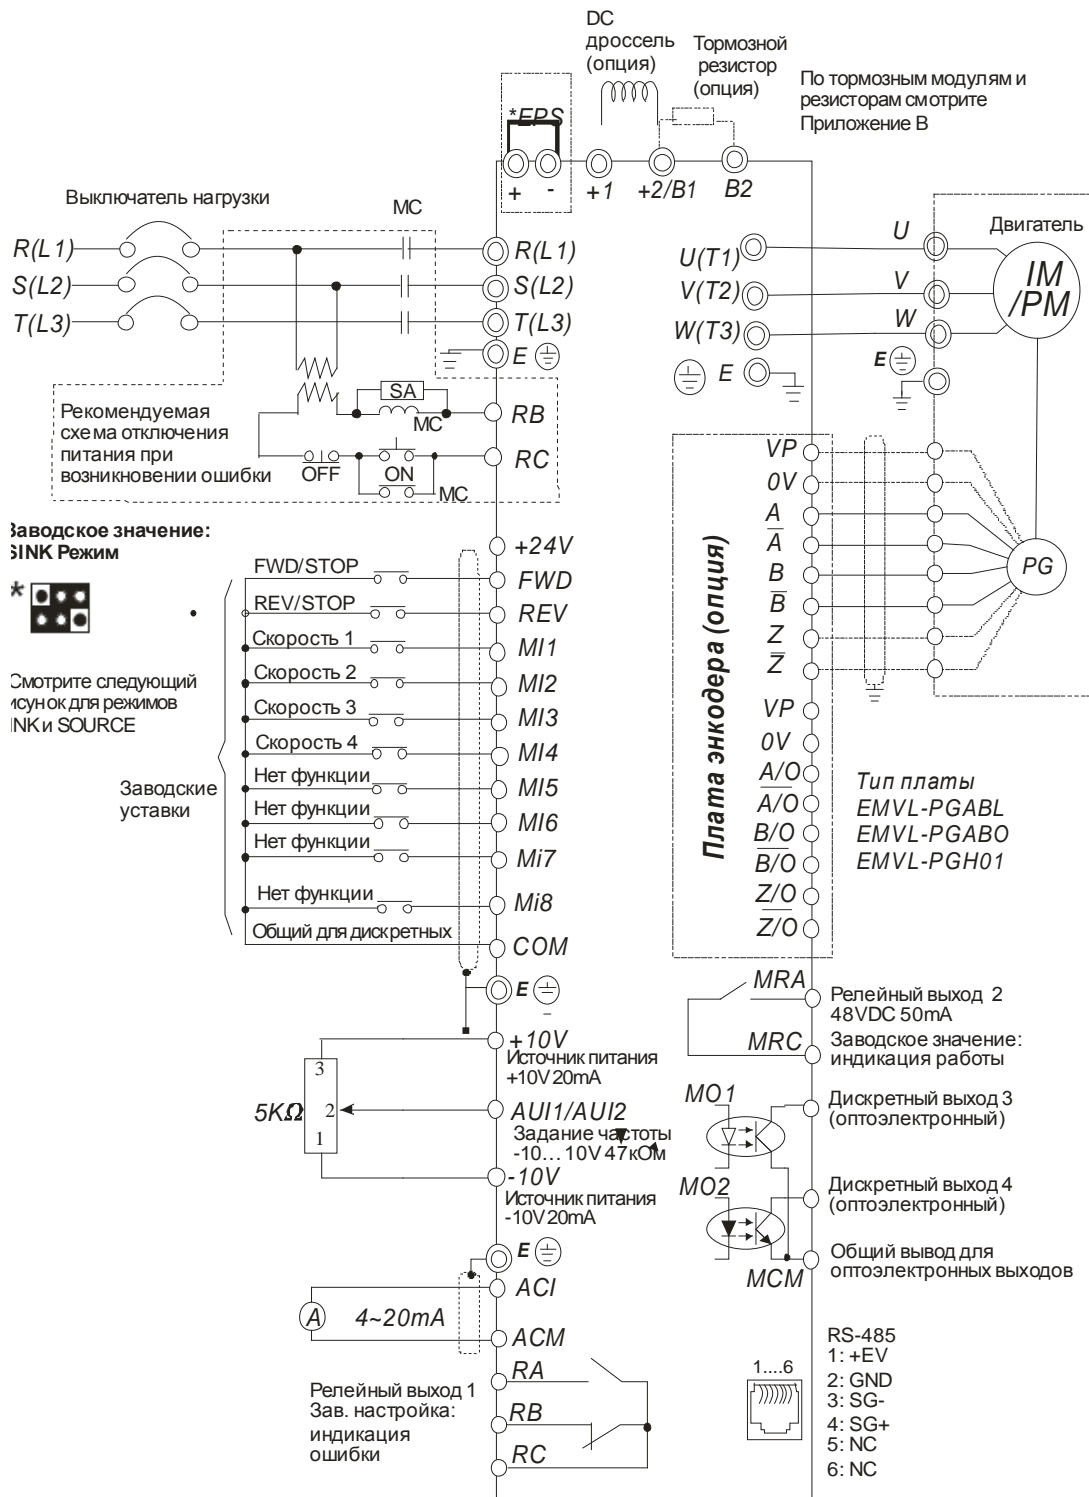 DC
дроссель
(опция)
Тормозной
резистор
(опция)
По тормозным модулям и
резисторам смотрите
Приложение В
*EPS
+ - +1 +2/B1 B2
Выключатель нагрузки
MC
R(L1)
S(L2)
T(L3)
R(L1)
S(L2)
T(L3)
E
SA
MC
RB
RC
OFF
ON
MC
Рекомендуемая
схема отключения
питания при
возникновении ошибки
U(T1)
V(T2)
W(T3)
E
U
V
W
E
Двигатель
IM
/PM
PG
Заводское значение:
SINK Режим
*
Смотрите следующий
исунок для режимов
INK и SOURCE
Заводские
уставки
+24V
FWD/STOP FWD
REV/STOP REV
Скорость 1 MI1
Скорость 2 MI2
Скорость 3 MI3
Скорость 4 MI4
Нет функции MI5
Нет функции MI6
Нет функции Mi7
Нет функции Mi8
Общий для дискретных COM
E
Плата энкодера (опция)
VP
0V
A
A̅
B
B̅
Z
Z̅
VP
0V
A/O
A̅/̅O̅
B/O
B̅/̅O̅
Z/O
Z̅/̅O̅
Тип платы
EMVL-PGABL
EMVL-PGABO
EMVL-PGH01
+10V
Источник питания
+10V 20mA
5KΩ
3
2
1
AUI1/AUI2
Задание частоты
-10... 10V 47кОм
-10V
Источник питания
-10V 20mA
E
ACI
A
4~20mA
ACM
RA
RB
RC
Релейный выход 1
Зав. настройка:
индикация
ошибки
MRA
MRC
Релейный выход 2
48VDC 50mA
Заводское значение:
индикация работы
MO1
Дискретный выход 3
(оптоэлектронный)
MO2
Дискретный выход 4
(оптоэлектронный)
MCM
Общий вывод для
оптоэлектронных выходов
1....6
RS-485
1: +EV
2: GND
3: SG-
4: SG+
5: NC
6: NC